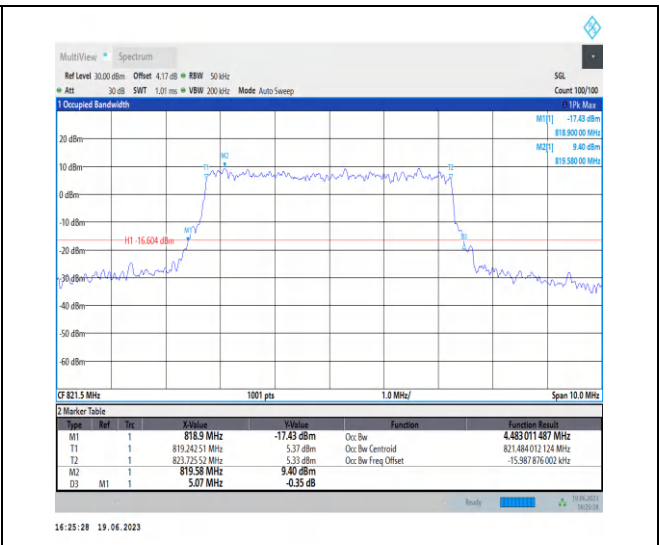 MultiView Spectrum
Ref Level 30.00 dBm Offset 4.17 dB RBW 50 kHz SGL
Att 30 dB SWT 1.01 ms VBW 200 kHz Mode Auto Sweep Count 100/100
1 Occupied Bandwidth 1Pk Max
M1[1] -17.43 dBm
818.900 00 MHz
M2[1] 9.40 dBm
819.580 00 MHz
20 dBm
M2
T1
T2
10 dBm
0 dBm
-10 dBm
M1
D3
H1 -16.604 dBm
-20 dBm
-30 dBm
-40 dBm
-50 dBm
-60 dBm
CF 821.5 MHz 1001 pts 1.0 MHz/ Span 10.0 MHz
2 Marker Table
Type Ref Trc X-Value Y-Value Function Function Result
M1 1 818.9 MHz -17.43 dBm Occ Bw 4.483 011 487 MHz
T1 1 819.242 51 MHz 5.37 dBm Occ Bw Centroid 821.484 012 124 MHz
T2 1 823.725 52 MHz 5.33 dBm Occ Bw Freq Offset -15.987 876 002 kHz
M2 1 819.58 MHz 9.40 dBm
D3 M1 1 5.07 MHz -0.35 dB
Ready 19.06.2023
16:25:28
16:25:28 19.06.2023